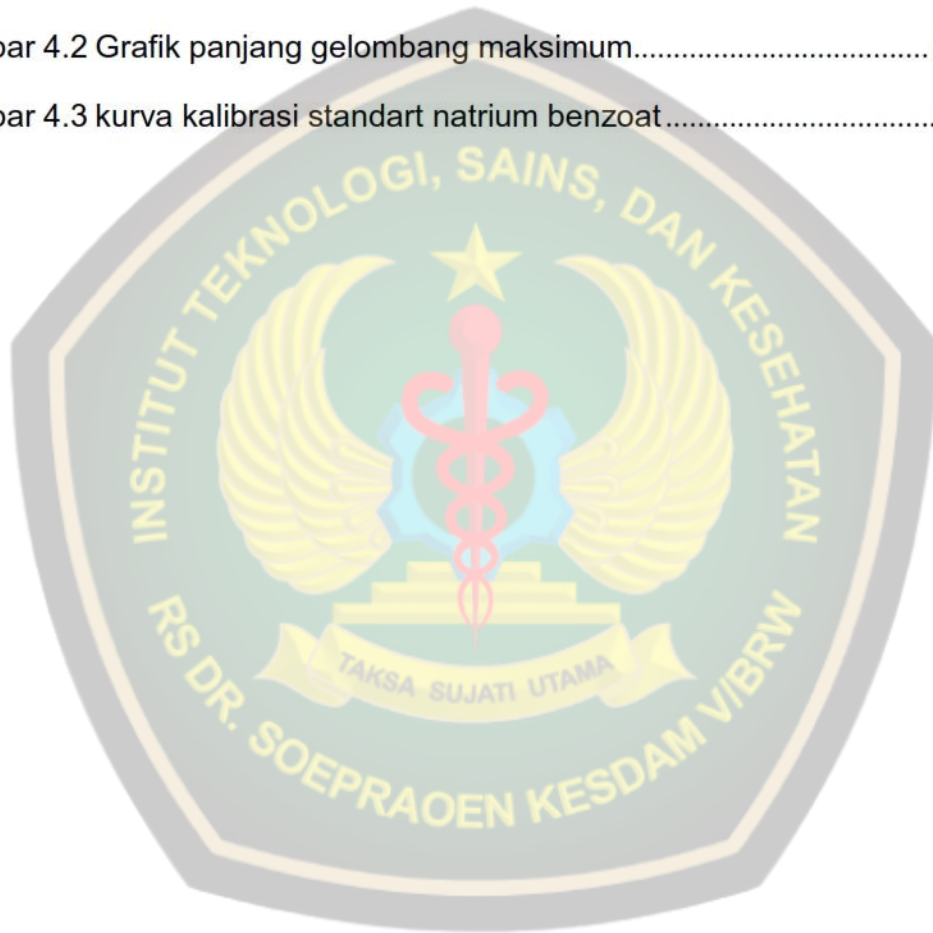 bar 4.2 Grafik panjang gelombang maksimum....................................
bar 4.3 kurva kalibrasi standart natrium benzoat.................................
INSTITUT TEKNOLOGI, SAINS, DAN KESEHATAN
TAKSA SUJATI UTAMA
RS DR. SOEPRAOEN KESDAM V/BRW